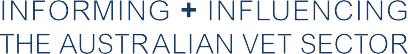 INFORMING + INFLUENCING
THE AUSTRALIAN VET SECTOR